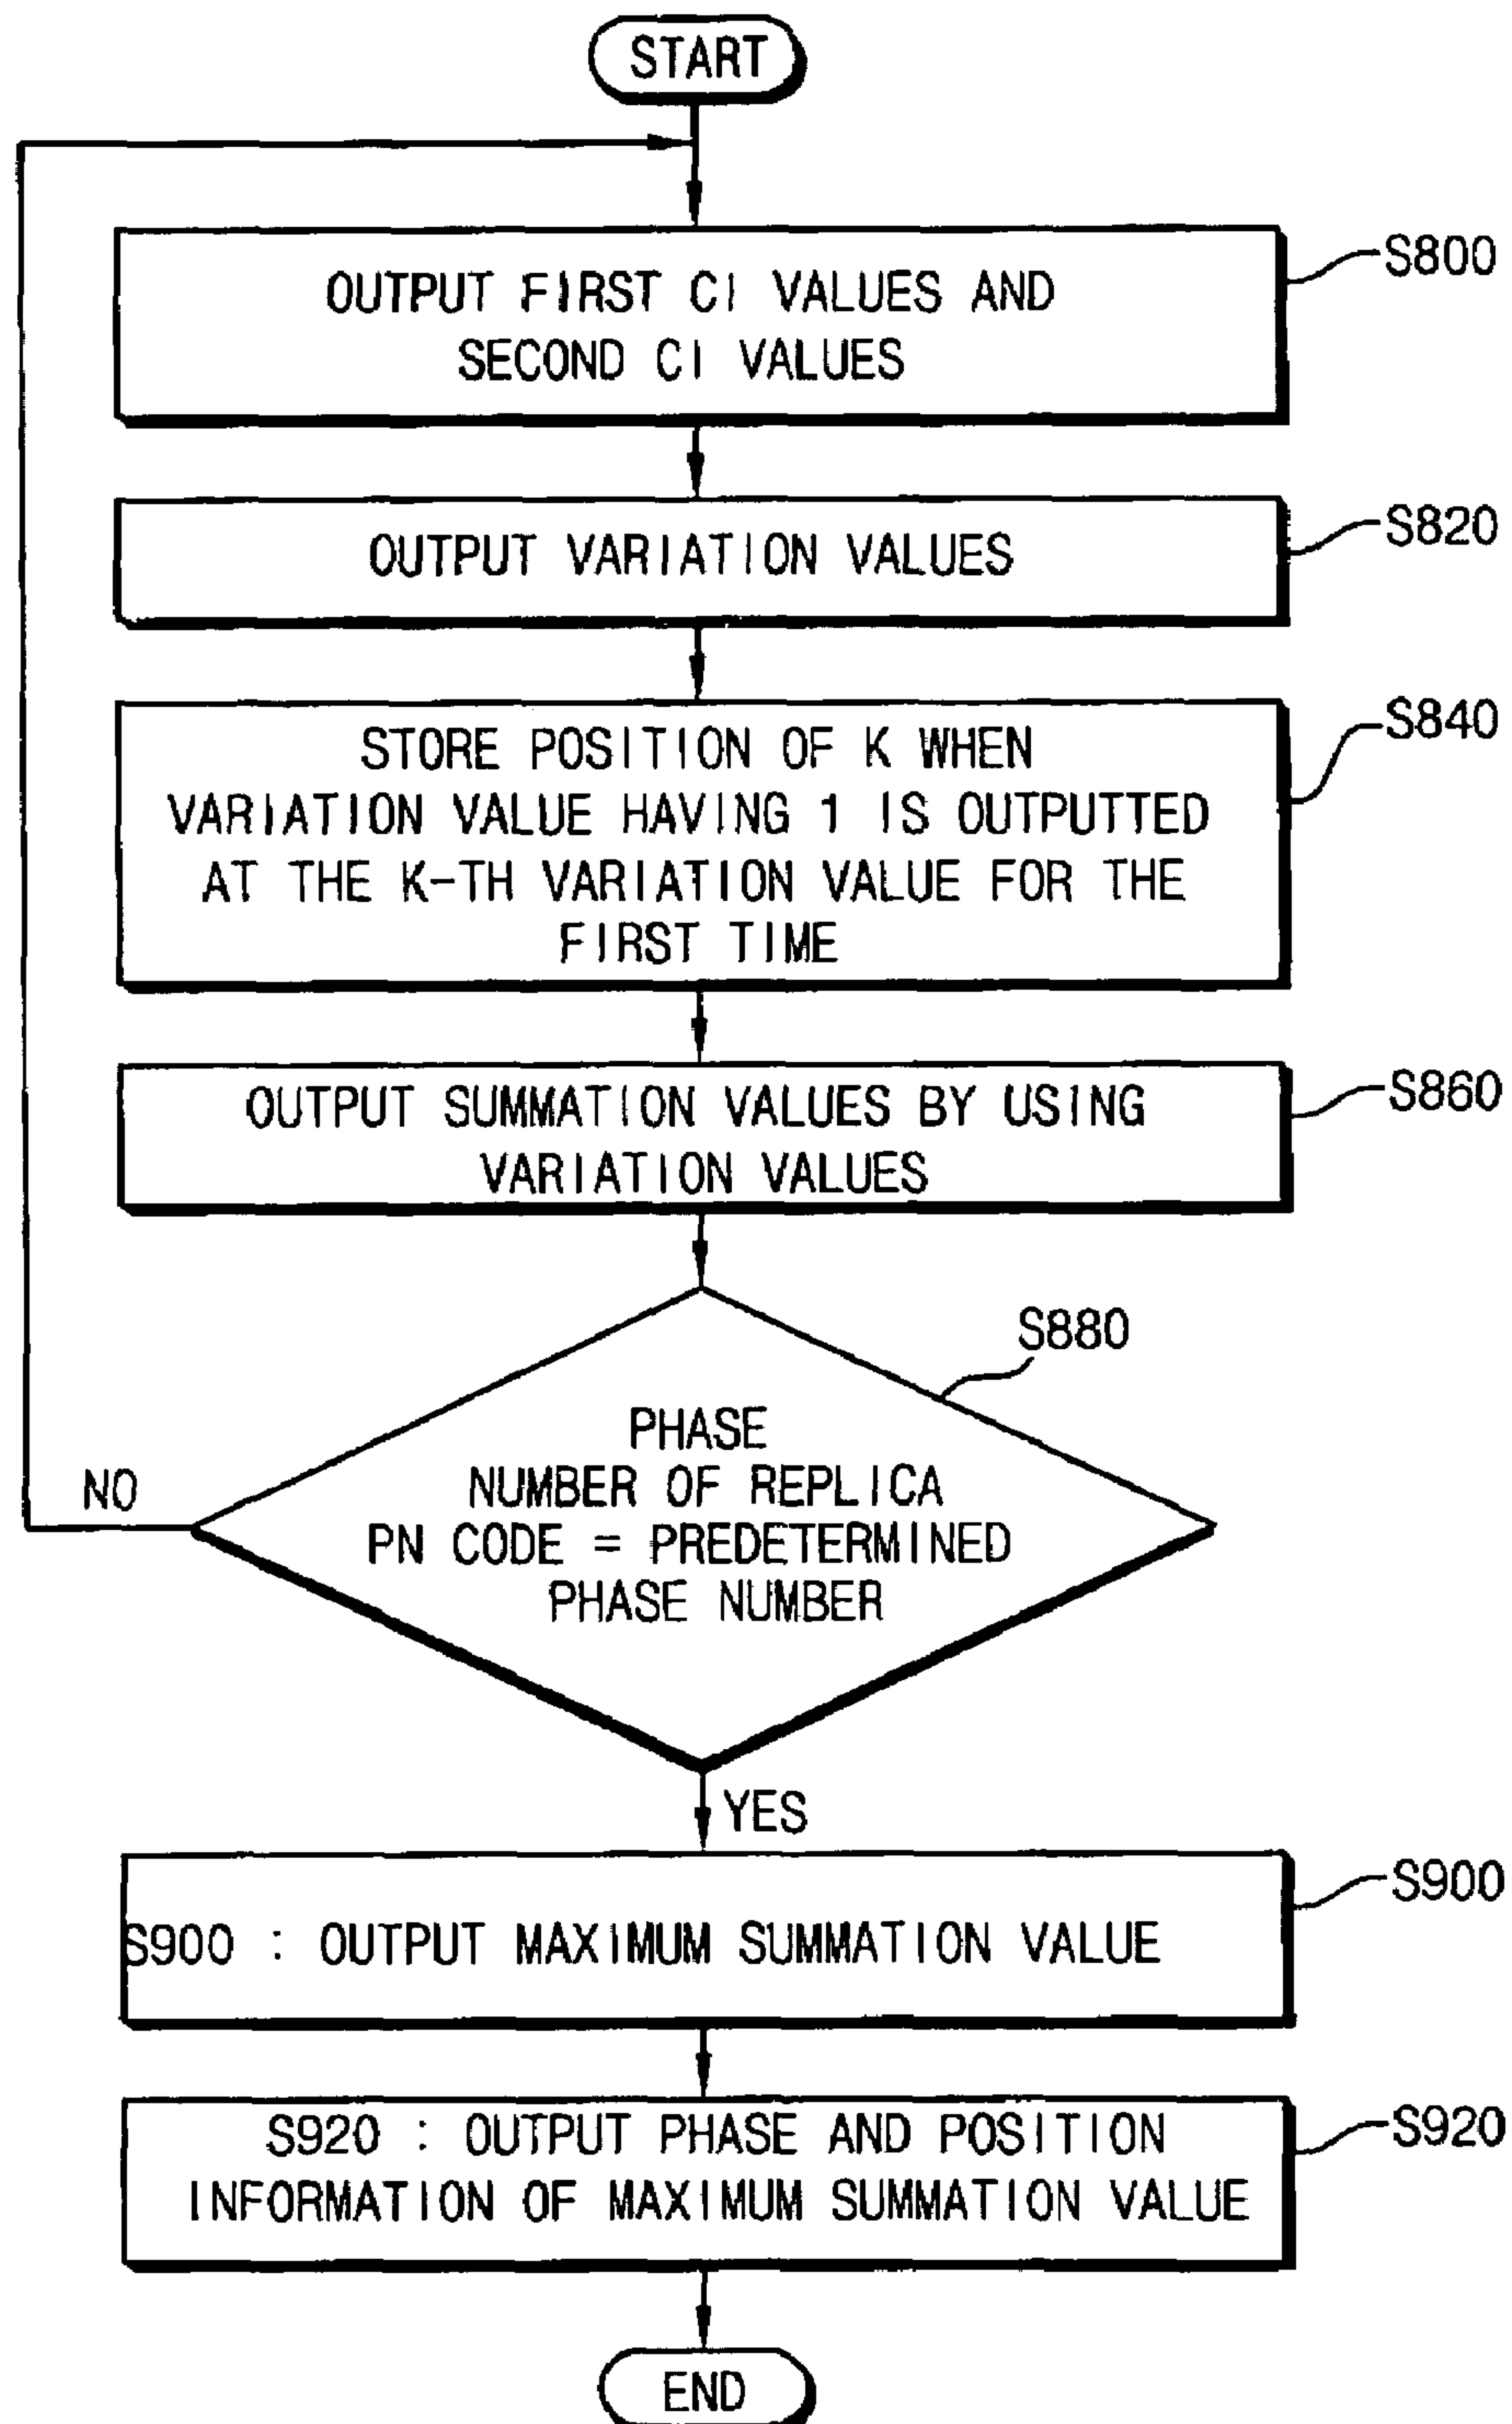 START
OUTPUT FIRST CI VALUES AND
SECOND CI VALUES
S800
OUTPUT VARIATION VALUES
S820
STORE POSITION OF K WHEN
VARIATION VALUE HAVING 1 IS OUTPUTTED
AT THE K-TH VARIATION VALUE FOR THE
FIRST TIME
S840
OUTPUT SUMMATION VALUES BY USING
VARIATION VALUES
S860
S880
PHASE
NUMBER OF REPLICA
PN CODE = PREDETERMINED
PHASE NUMBER
NO
YES
S900 : OUTPUT MAXIMUM SUMMATION VALUE
S900
S920 : OUTPUT PHASE AND POSITION
INFORMATION OF MAXIMUM SUMMATION VALUE
S920
END